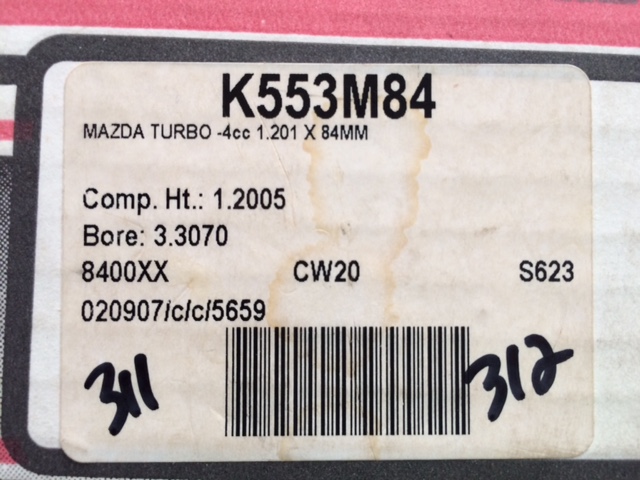 K553M84
MAZDA TURBO -4cc 1.201 X 84MM
Comp. Ht.: 1.2005
Bore: 3.3070
8400XX CW20 S623
020907/c/c/5659
311 312